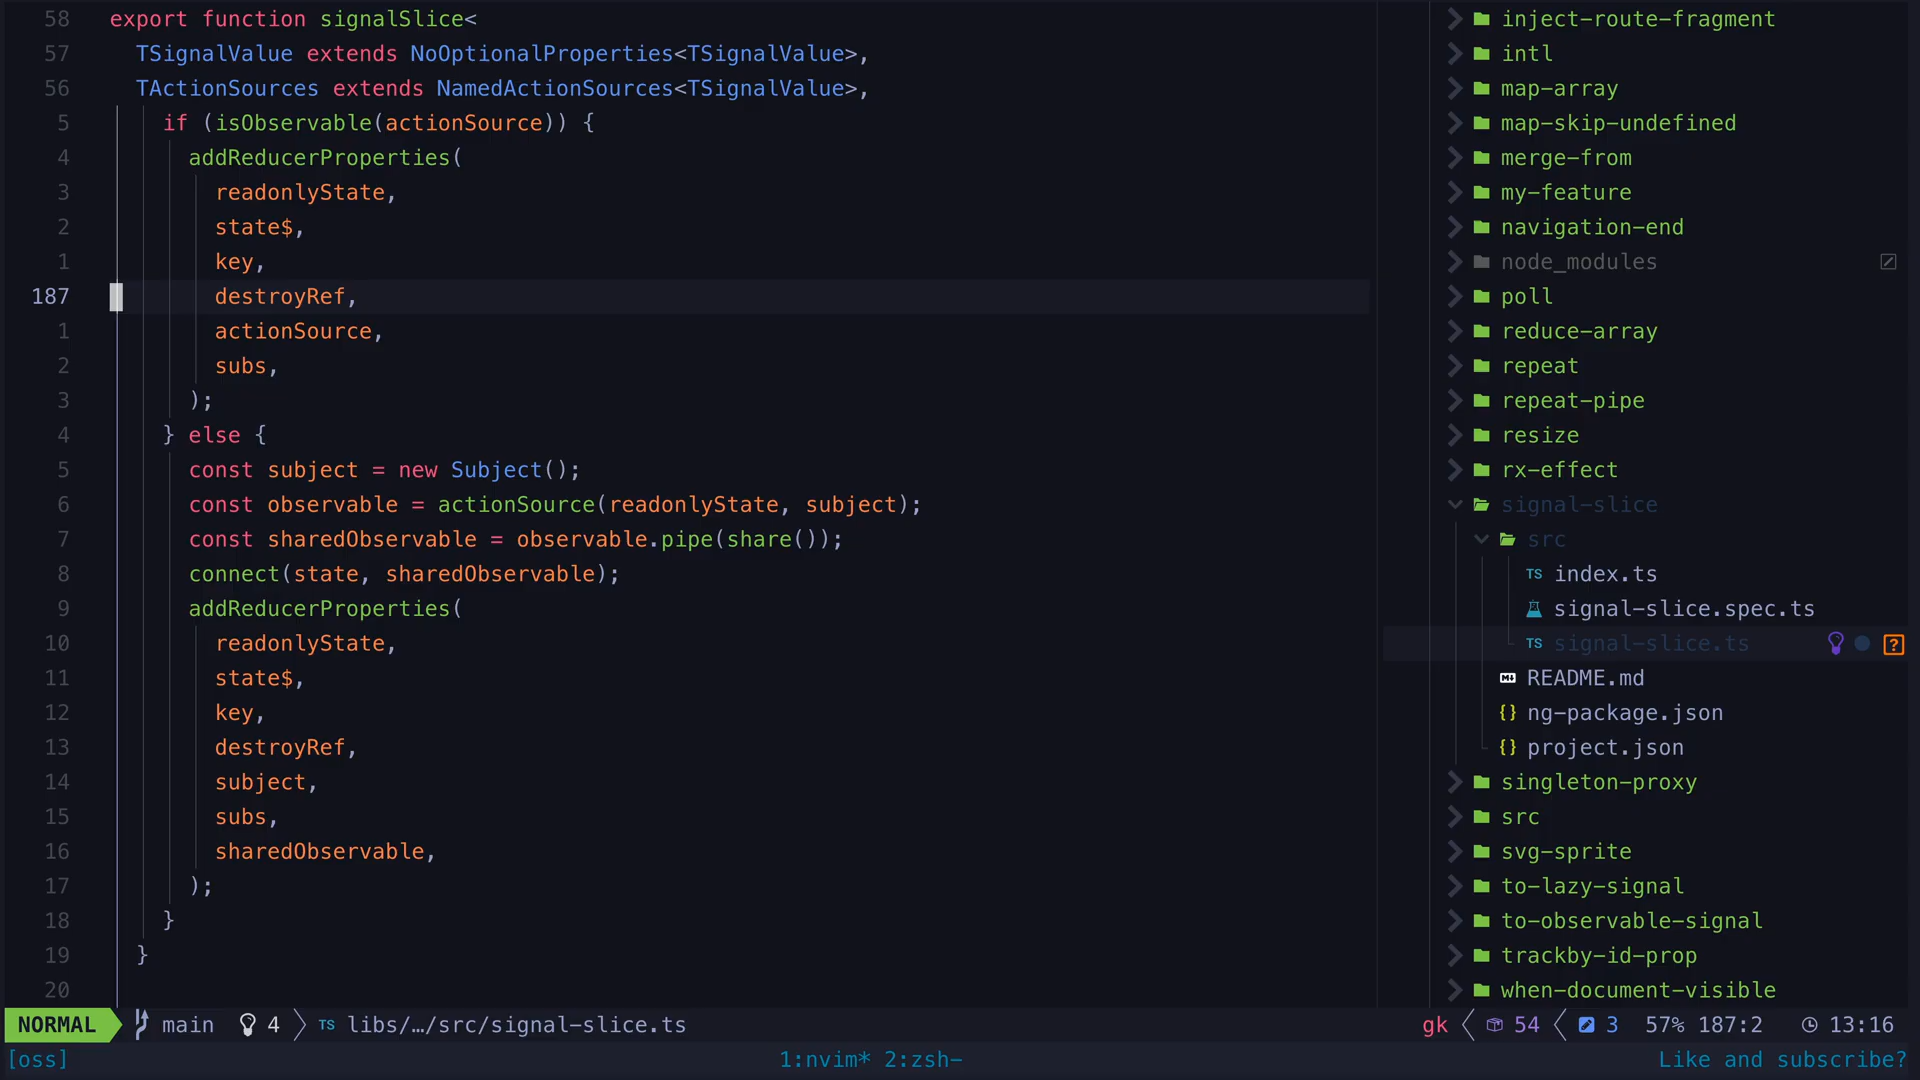 58 export function signalSlice<
57 TSignalValue extends NoOptionalProperties<TSignalValue>,
56 TActionSources extends NamedActionSources<TSignalValue>,
5 if (isObservable(actionSource)) {
4 addReducerProperties(
3 readonlyState,
2 state$,
1 key,
187 destroyRef,
1 actionSource,
2 subs,
3 );
4 } else {
5 const subject = new Subject();
6 const observable = actionSource(readonlyState, subject);
7 const sharedObservable = observable.pipe(share());
8 connect(state, sharedObservable);
9 addReducerProperties(
10 readonlyState,
11 state$,
12 key,
13 destroyRef,
14 subject,
15 subs,
16 sharedObservable,
17 );
18 }
19 }
20
inject-route-fragment
intl
map-array
map-skip-undefined
merge-from
my-feature
navigation-end
node_modules
poll
reduce-array
repeat
repeat-pipe
resize
rx-effect
signal-slice
src
TS index.ts
signal-slice.spec.ts
TS signal-slice.ts ?
README.md
{} ng-package.json
{} project.json
singleton-proxy
src
svg-sprite
to-lazy-signal
to-observable-signal
trackby-id-prop
when-document-visible
NORMAL main 4 TS libs/…/src/signal-slice.ts gk 54 3 57% 187:2 13:16
[oss] 1:nvim* 2:zsh- Like and subscribe?